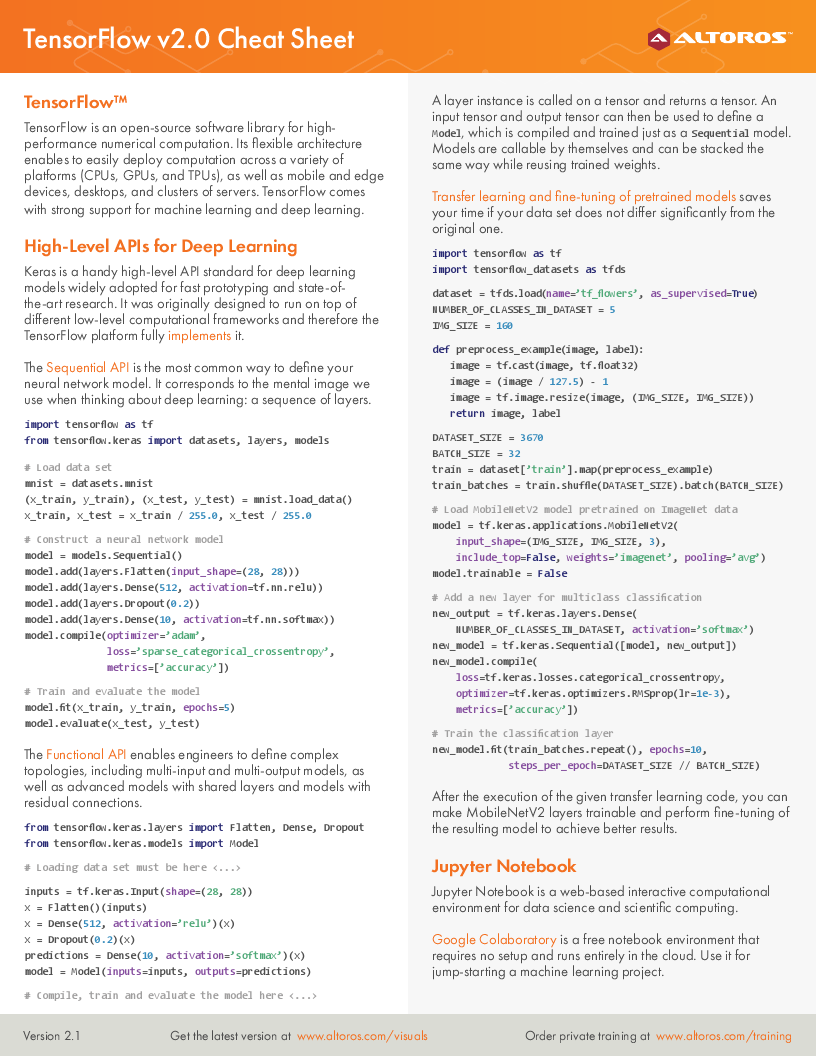 TensorFlow v2.0 Cheat Sheet
ALTOROS™
TensorFlow™
TensorFlow is an open-source software library for high-
performance numerical computation. Its flexible architecture
enables to easily deploy computation across a variety of
platforms (CPUs, GPUs, and TPUs), as well as mobile and edge
devices, desktops, and clusters of servers. TensorFlow comes
with strong support for machine learning and deep learning.
High-Level APIs for Deep Learning
Keras is a handy high-level API standard for deep learning
models widely adopted for fast prototyping and state-of-
the-art research. It was originally designed to run on top of
different low-level computational frameworks and therefore the
TensorFlow platform fully implements it.
The Sequential API is the most common way to define your
neural network model. It corresponds to the mental image we
use when thinking about deep learning: a sequence of layers.
import tensorflow as tf
from tensorflow.keras import datasets, layers, models
# Load data set
mnist = datasets.mnist
(x_train, y_train), (x_test, y_test) = mnist.load_data()
x_train, x_test = x_train / 255.0, x_test / 255.0
# Construct a neural network model
model = models.Sequential()
model.add(layers.Flatten(input_shape=(28, 28)))
model.add(layers.Dense(512, activation=tf.nn.relu))
model.add(layers.Dropout(0.2))
model.add(layers.Dense(10, activation=tf.nn.softmax))
model.compile(optimizer=’adam’,
loss=’sparse_categorical_crossentropy’,
metrics=[’accuracy’])
# Train and evaluate the model
model.fit(x_train, y_train, epochs=5)
model.evaluate(x_test, y_test)
The Functional API enables engineers to define complex
topologies, including multi-input and multi-output models, as
well as advanced models with shared layers and models with
residual connections.
from tensorflow.keras.layers import Flatten, Dense, Dropout
from tensorflow.keras.models import Model
# Loading data set must be here <...>
inputs = tf.keras.Input(shape=(28, 28))
x = Flatten()(inputs)
x = Dense(512, activation=’relu’)(x)
x = Dropout(0.2)(x)
predictions = Dense(10, activation=’softmax’)(x)
model = Model(inputs=inputs, outputs=predictions)
# Compile, train and evaluate the model here <...>
A layer instance is called on a tensor and returns a tensor. An
input tensor and output tensor can then be used to define a
Model, which is compiled and trained just as a Sequential model.
Models are callable by themselves and can be stacked the
same way while reusing trained weights.
Transfer learning and fine-tuning of pretrained models saves
your time if your data set does not differ significantly from the
original one.
import tensorflow as tf
import tensorflow_datasets as tfds
dataset = tfds.load(name=’tf_flowers’, as_supervised=True)
NUMBER_OF_CLASSES_IN_DATASET = 5
IMG_SIZE = 160
def preprocess_example(image, label):
image = tf.cast(image, tf.float32)
image = (image / 127.5) - 1
image = tf.image.resize(image, (IMG_SIZE, IMG_SIZE))
return image, label
DATASET_SIZE = 3670
BATCH_SIZE = 32
train = dataset[’train’].map(preprocess_example)
train_batches = train.shuffle(DATASET_SIZE).batch(BATCH_SIZE)
# Load MobileNetV2 model pretrained on ImageNet data
model = tf.keras.applications.MobileNetV2(
input_shape=(IMG_SIZE, IMG_SIZE, 3),
include_top=False, weights=’imagenet’, pooling=’avg’)
model.trainable = False
# Add a new layer for multiclass classification
new_output = tf.keras.layers.Dense(
NUMBER_OF_CLASSES_IN_DATASET, activation=’softmax’)
new_model = tf.keras.Sequential([model, new_output])
new_model.compile(
loss=tf.keras.losses.categorical_crossentropy,
optimizer=tf.keras.optimizers.RMSprop(lr=1e-3),
metrics=[’accuracy’])
# Train the classification layer
new_model.fit(train_batches.repeat(), epochs=10,
steps_per_epoch=DATASET_SIZE // BATCH_SIZE)
After the execution of the given transfer learning code, you can
make MobileNetV2 layers trainable and perform fine-tuning of
the resulting model to achieve better results.
Jupyter Notebook
Jupyter Notebook is a web-based interactive computational
environment for data science and scientific computing.
Google Colaboratory is a free notebook environment that
requires no setup and runs entirely in the cloud. Use it for
jump-starting a machine learning project.
Version 2.1
Get the latest version at www.altoros.com/visuals
Order private training at www.altoros.com/training